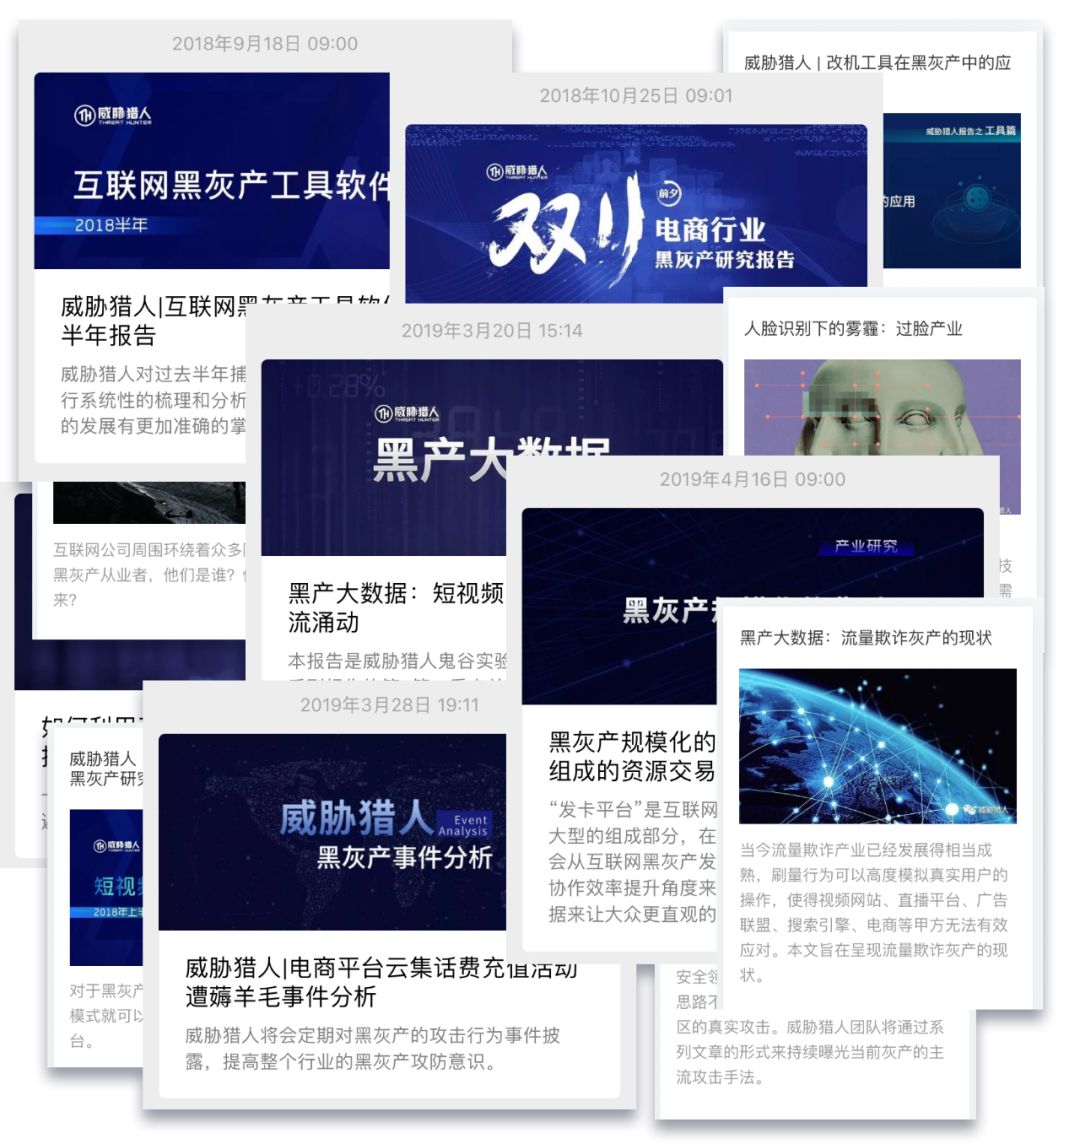 2018年9月18日 09:00
威胁猎人
THREAT HUNTER
互联网黑灰产工具软件
2018半年
威胁猎人|互联网黑灰产工具软
半年报告
威胁猎人对过去半年捕
行系统性的梳理和分析
的发展有更加准确的掌
2018年10月25日 09:01
威胁猎人
THREAT HUNTER
双11
前夕
电商行业
黑灰产研究报告
威胁猎人 | 改机工具在黑灰产中的应
威胁猎人报告之 工具篇
的应用
2019年3月20日 15:14
威胁猎人
THREAT HUNTER
黑产大数据
黑产大数据：短视频
流涌动
本报告是威胁猎人鬼谷实验
人脸识别下的雾霾：过脸产业
猎人
技
需
2019年4月16日 09:00
产业研究
黑灰产规
黑灰产规模化的
组成的资源交易
“发卡平台”是互联网
大型的组成部分，在
会从互联网黑灰产发
协作效率提升角度来
据来让大众更直观的
黑产大数据：流量欺诈灰产的现状
威胁猎人
当今流量欺诈产业已经发展得相当成
熟，刷量行为可以高度模拟真实用户的
操作，使得视频网站、直播平台、广告
联盟、搜索引擎、电商等甲方无法有效
应对。本文旨在呈现流量欺诈灰产的现
状。
互联网公司周围环绕着众多
黑灰产从业者，他们是谁？
来？
如何利用
威胁猎人
黑灰产研究
威胁猎人
短视频
2018年上半
对于黑灰产
模式就可以
台。
2019年3月28日 19:11
威胁猎人
Event
Analysis
黑灰产事件分析
威胁猎人|电商平台云集话费充值活动
遭薅羊毛事件分析
威胁猎人将会定期对黑灰产的攻击行为事件披
露，提高整个行业的黑灰产攻防意识。
安全领
思路不
区的真实攻击。威胁猎人团队将通过系
列文章的形式来持续曝光当前灰产的主
流攻击手法。